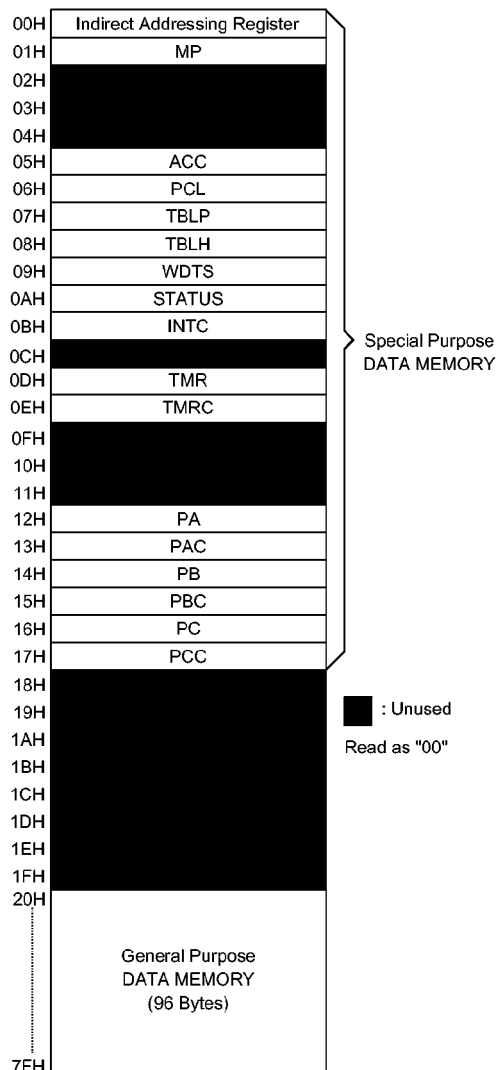 00H Indirect Addressing Register
01H MP
02H
03H
04H
05H ACC
06H PCL
07H TBLP
08H TBLH
09H WDTS
0AH STATUS
0BH INTC
0CH
0DH TMR
0EH TMRC
0FH
10H
11H
12H PA
13H PAC
14H PB
15H PBC
16H PC
17H PCC
Special Purpose
DATA MEMORY
18H
19H
1AH
1BH
1CH
1DH
1EH
1FH
: Unused
Read as "00"
20H
General Purpose
DATA MEMORY
(96 Bytes)
7FH